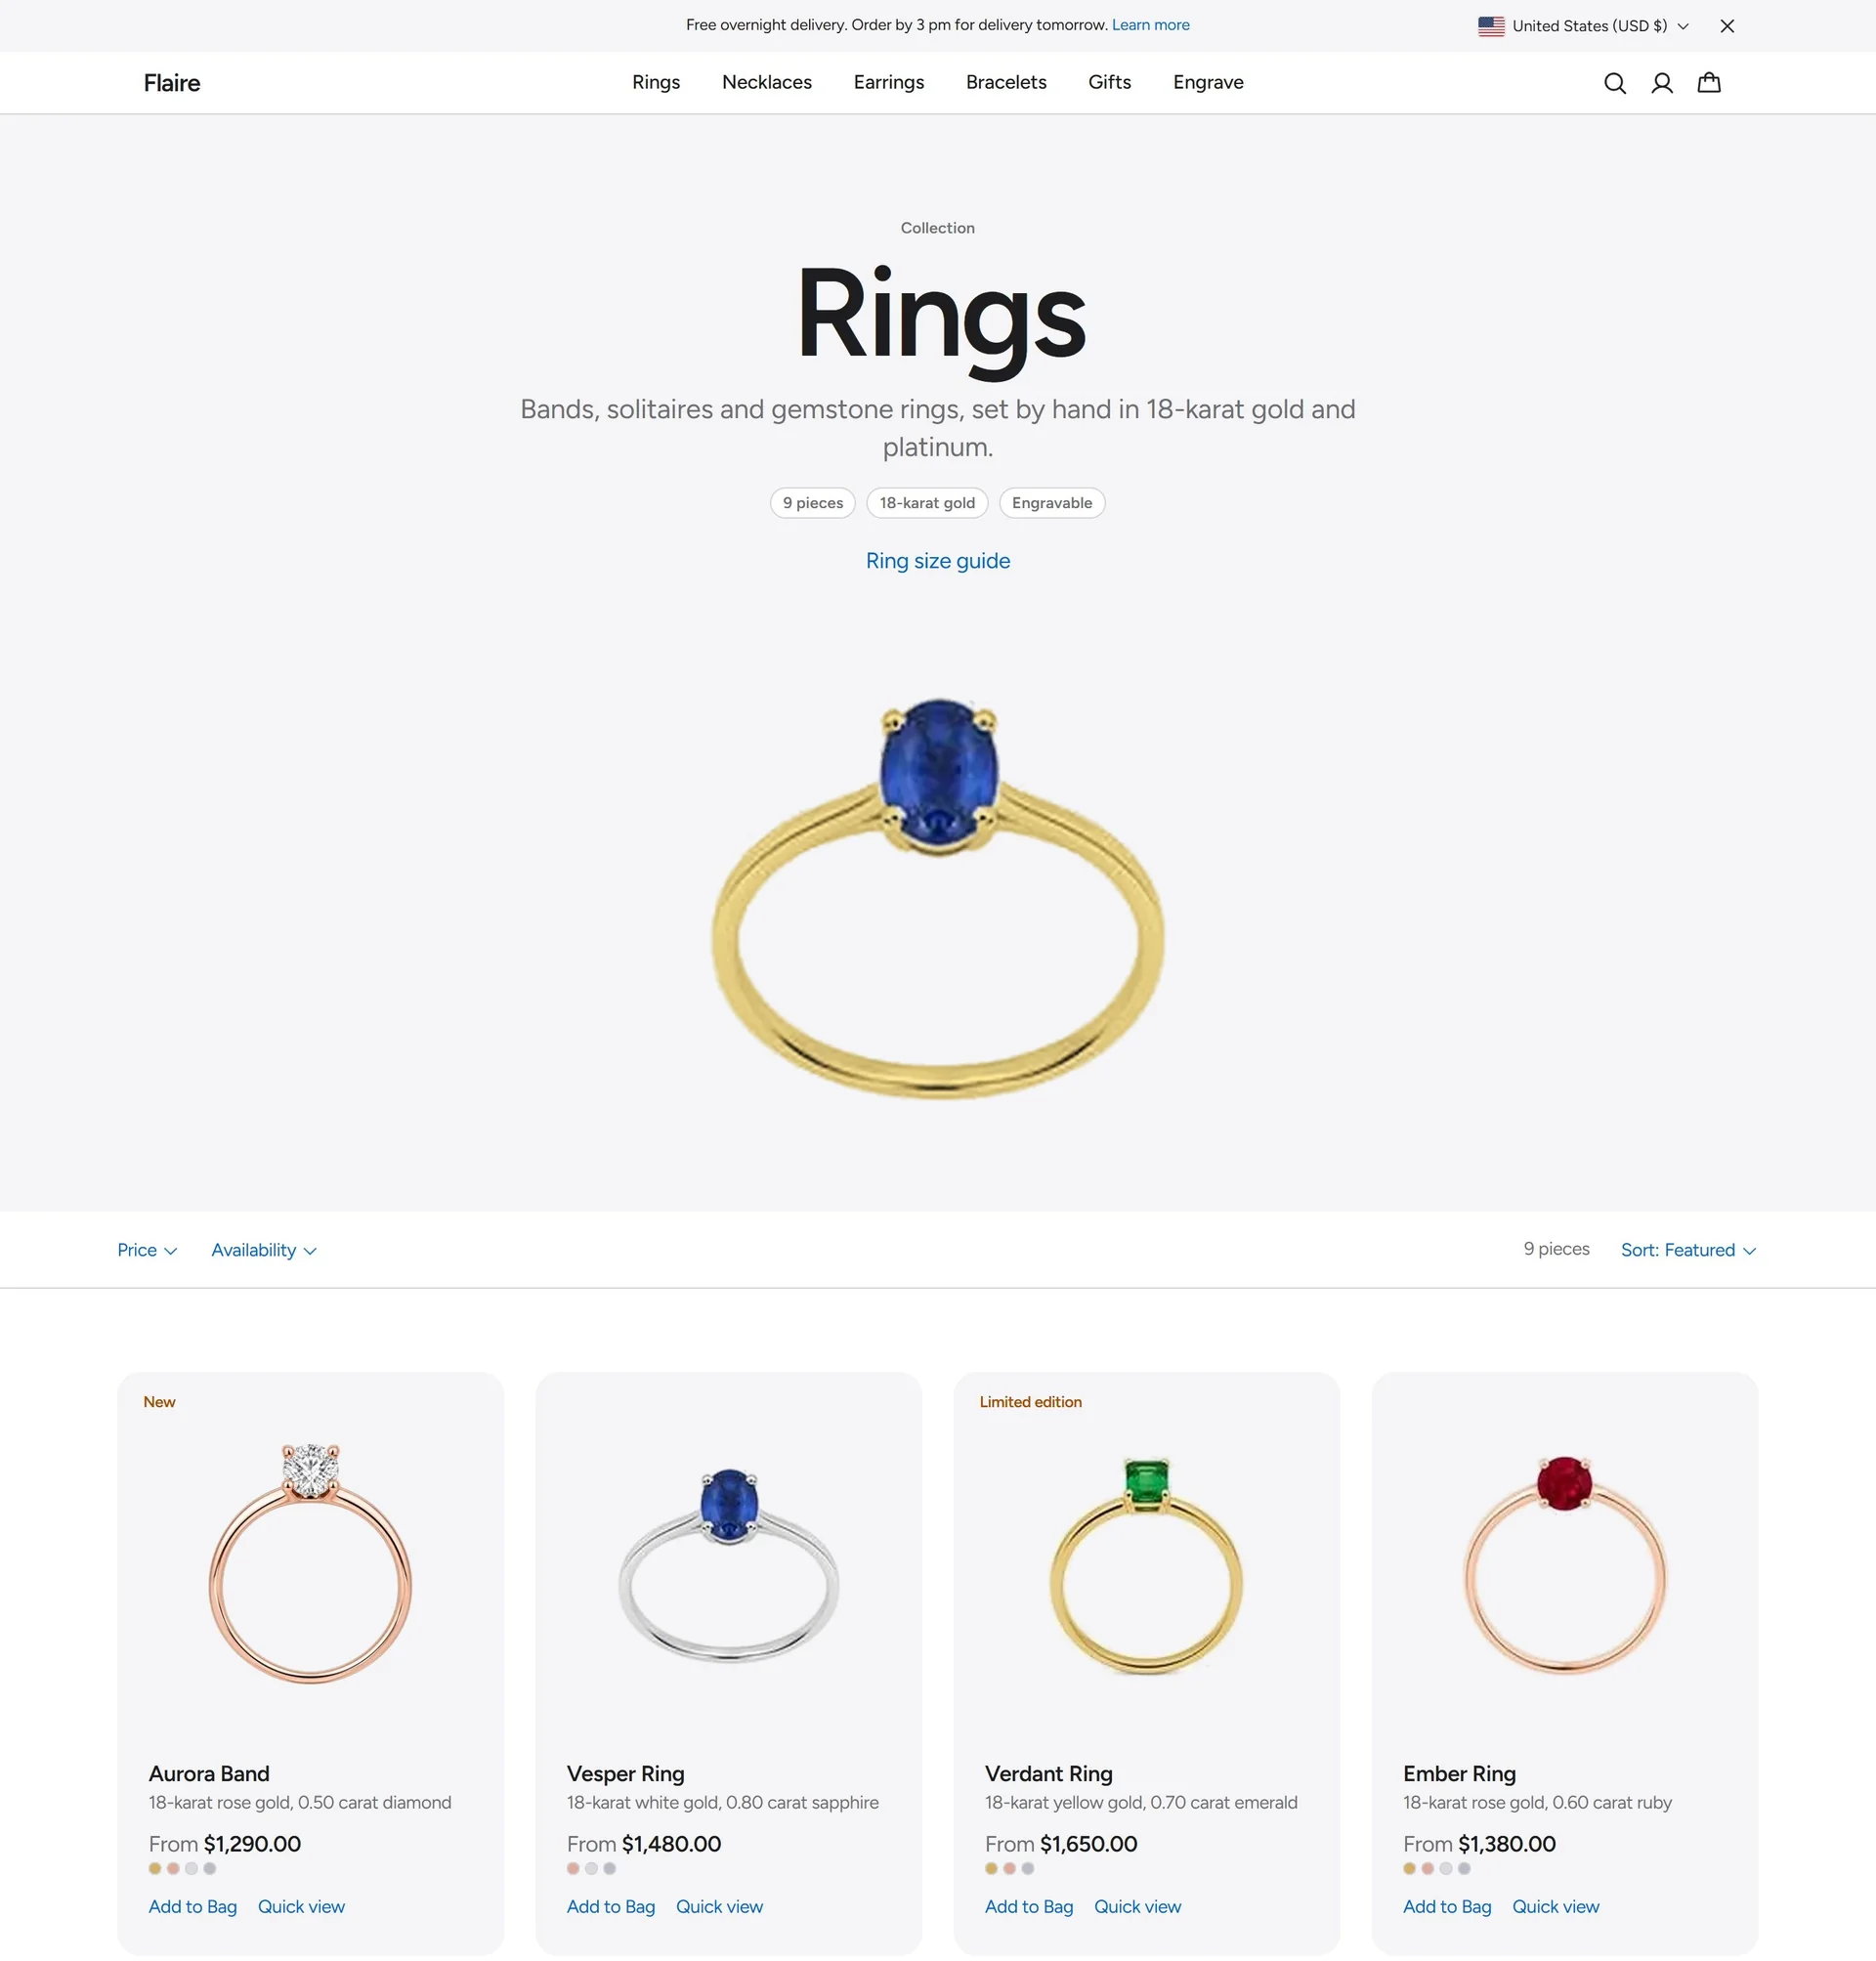 Free overnight delivery. Order by 3 pm for delivery tomorrow. Learn more
United States (USD $)
Flaire
Rings
Necklaces
Earrings
Bracelets
Gifts
Engrave
Collection
Rings
Bands, solitaires and gemstone rings, set by hand in 18-karat gold and
platinum.
9 pieces
18-karat gold
Engravable
Ring size guide
Price
Availability
9 pieces
Sort: Featured
New
Aurora Band
18-karat rose gold, 0.50 carat diamond
From $1,290.00
Add to Bag
Quick view
Vesper Ring
18-karat white gold, 0.80 carat sapphire
From $1,480.00
Add to Bag
Quick view
Limited edition
Verdant Ring
18-karat yellow gold, 0.70 carat emerald
From $1,650.00
Add to Bag
Quick view
Ember Ring
18-karat rose gold, 0.60 carat ruby
From $1,380.00
Add to Bag
Quick view